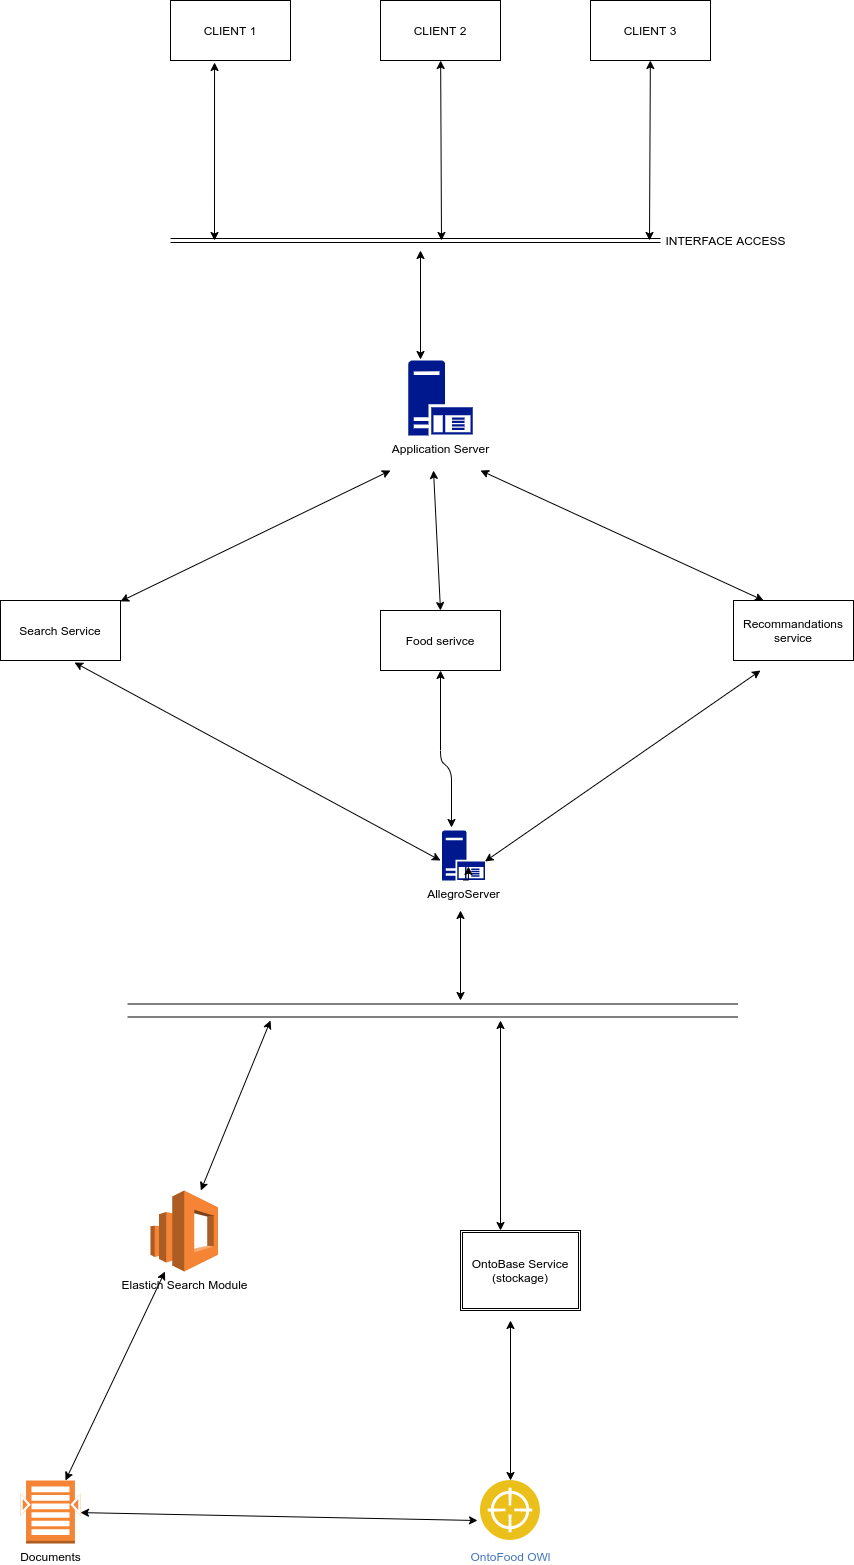 CLIENT 1
CLIENT 2
CLIENT 3
INTERFACE ACCESS
Application Server
Search Service
Food serivce
Recommandations
service
AllegroServer
Elastich Search Module
OntoBase Service
(stockage)
Documents
OntoFood OWl